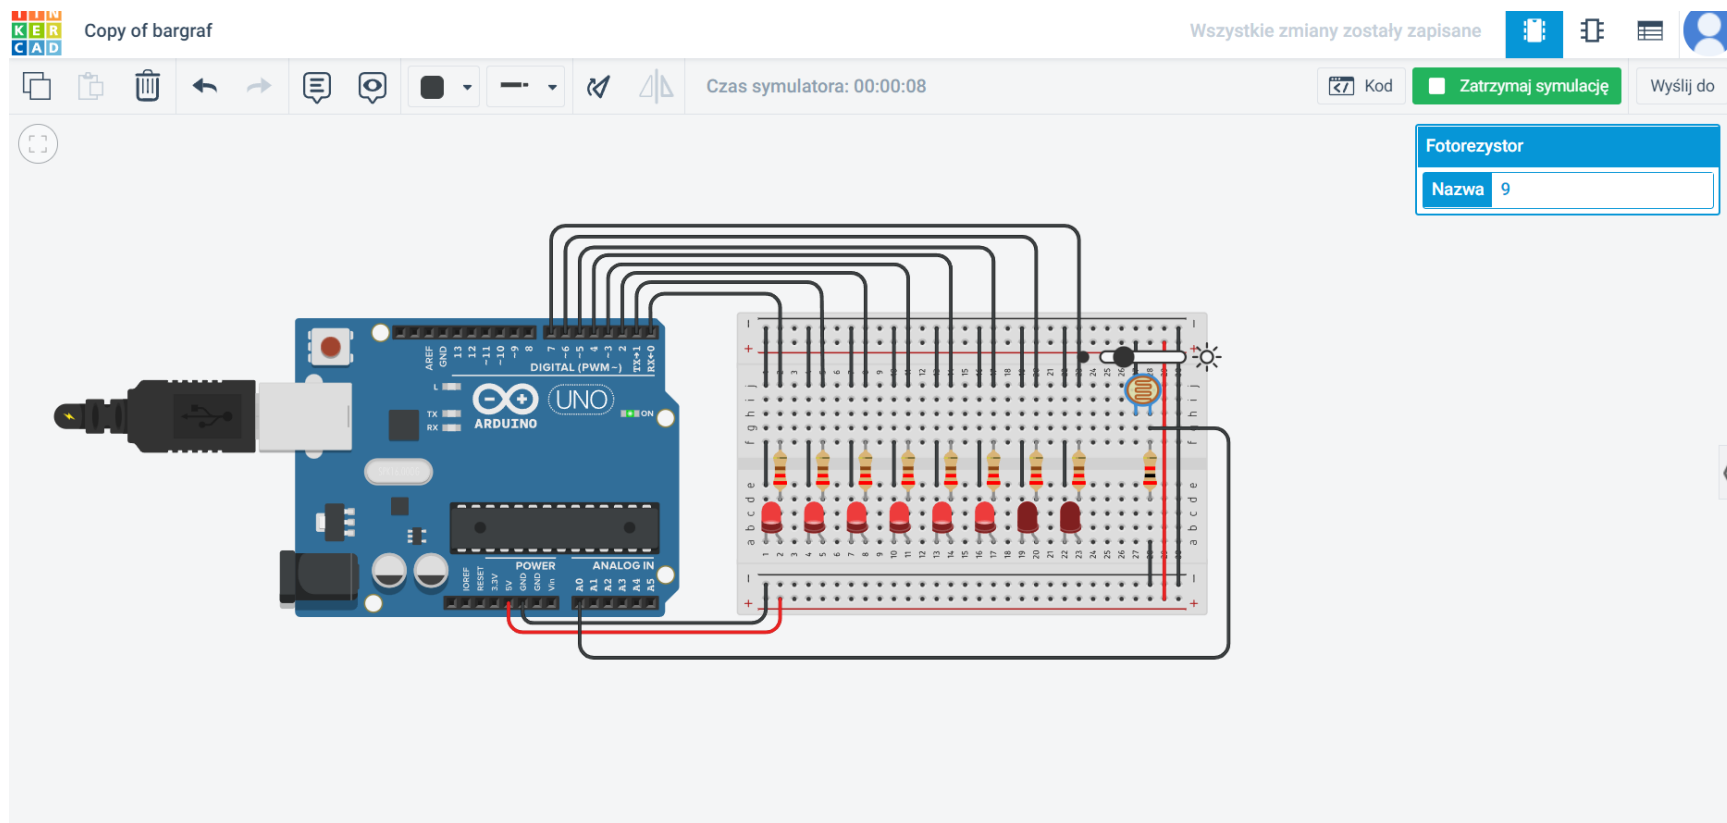 TIN
KER
CAD
Copy of bargraf
Wszystkie zmiany zostały zapisane
Czas symulatora: 00:00:08
Kod
Zatrzymaj symulację
Wyślij do
Fotorezystor
Nazwa 9
AREF
GND
13
12
~11
~10
~9
8
7
~6
~5
4
~3
2
TX→1
RX←0
DIGITAL (PWM~)
L
TX
RX
ARDUINO
UNO
ON
POWER
ANALOG IN
IOREF
RESET
3.3V
5V
GND
GND
Vin
A0
A1
A2
A3
A4
A5